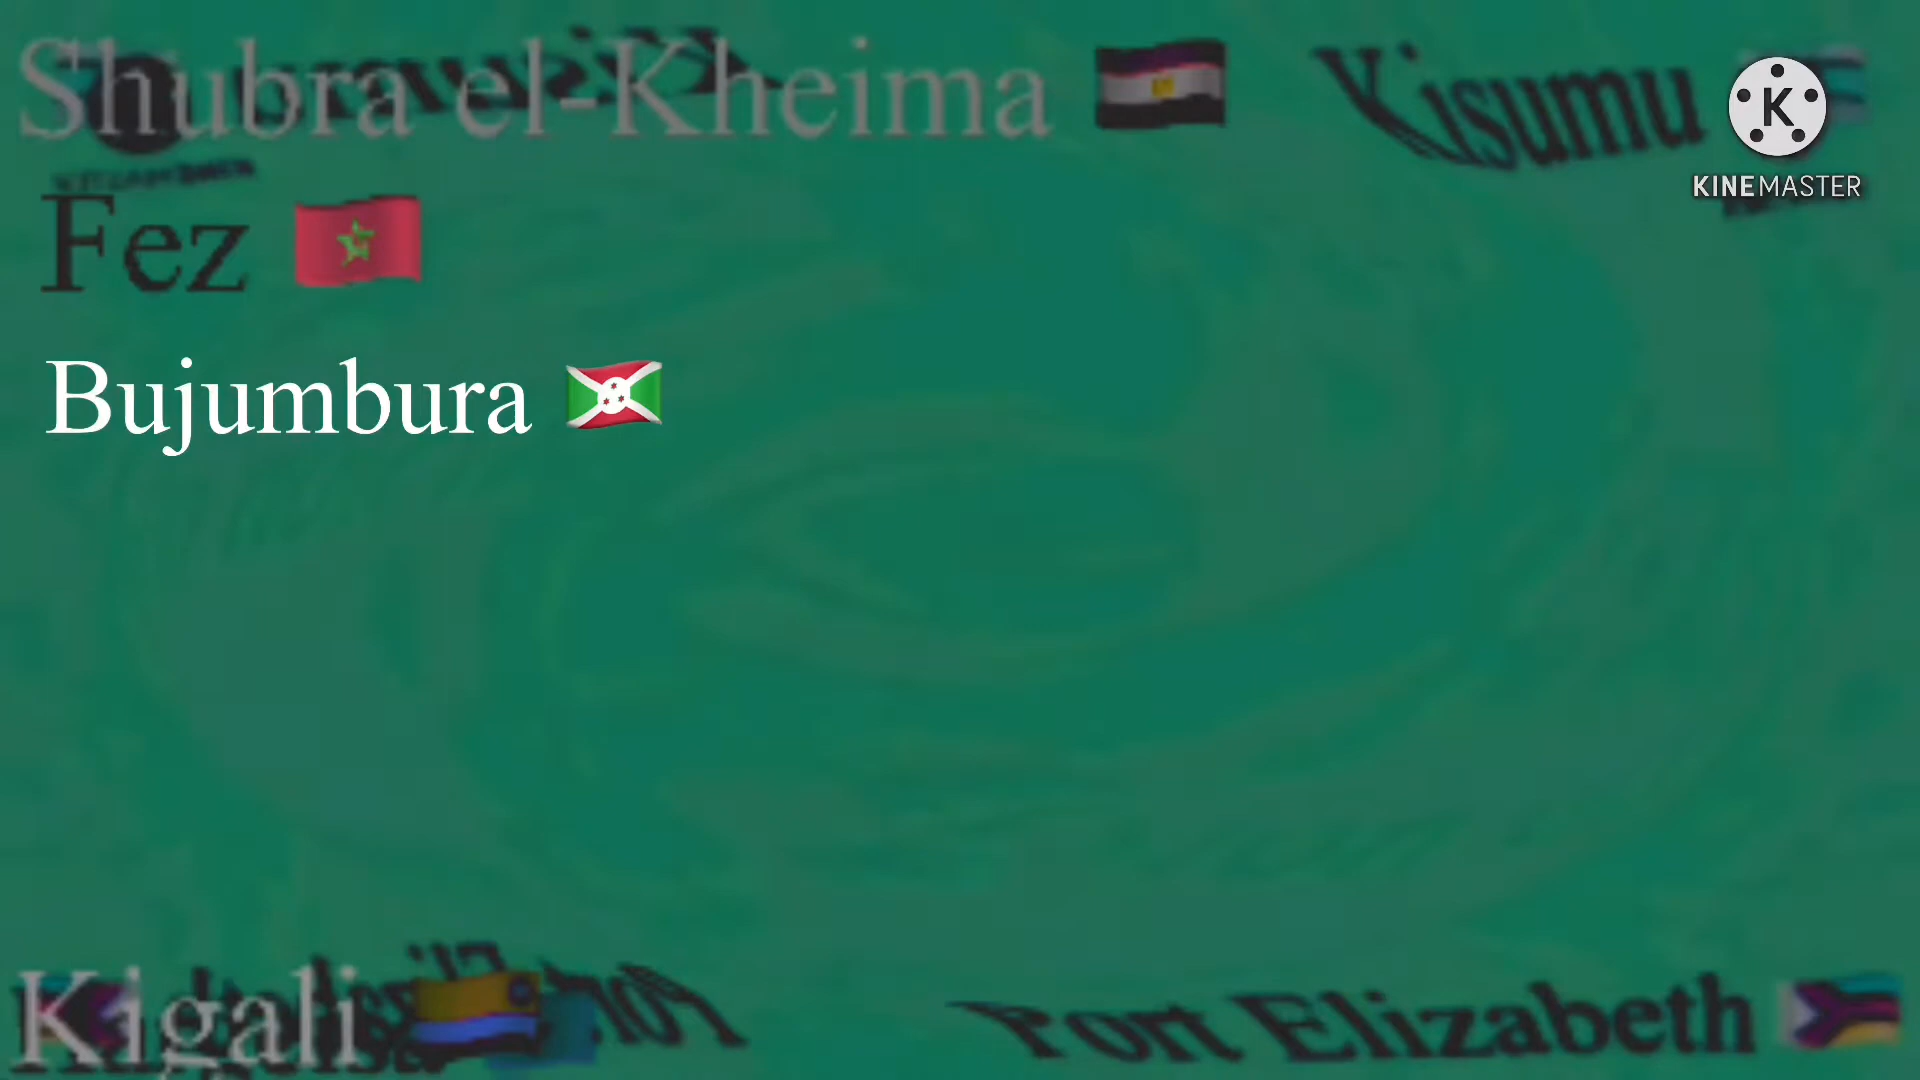 Shubra el-Kheima 🇪🇬
Kisumu
KINEMASTER
Fez 🇲🇦
Bujumbura 🇧🇮
Kigali
Port Elizabeth